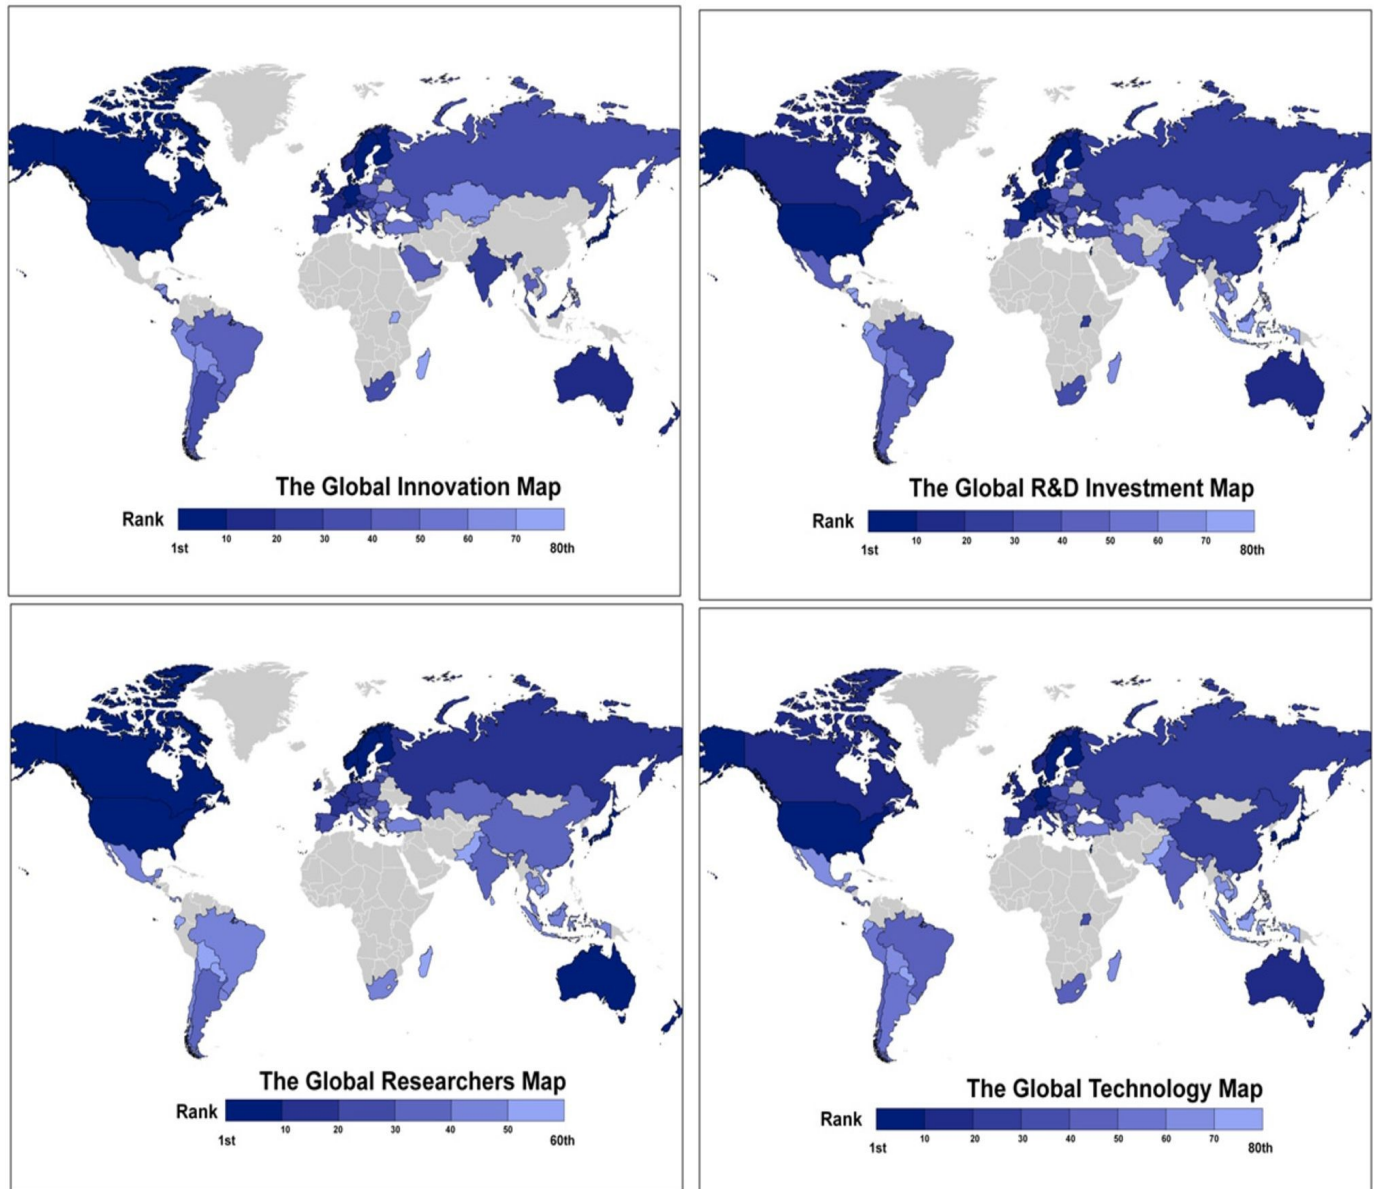 The Global Innovation Map
Rank
10 20 30 40 50 60 70
1st 80th
The Global R&D Investment Map
Rank
10 20 30 40 50 60 70
1st 80th
The Global Researchers Map
Rank
10 20 30 40 50
1st 60th
The Global Technology Map
Rank
10 20 30 40 50 60 70
1st 80th